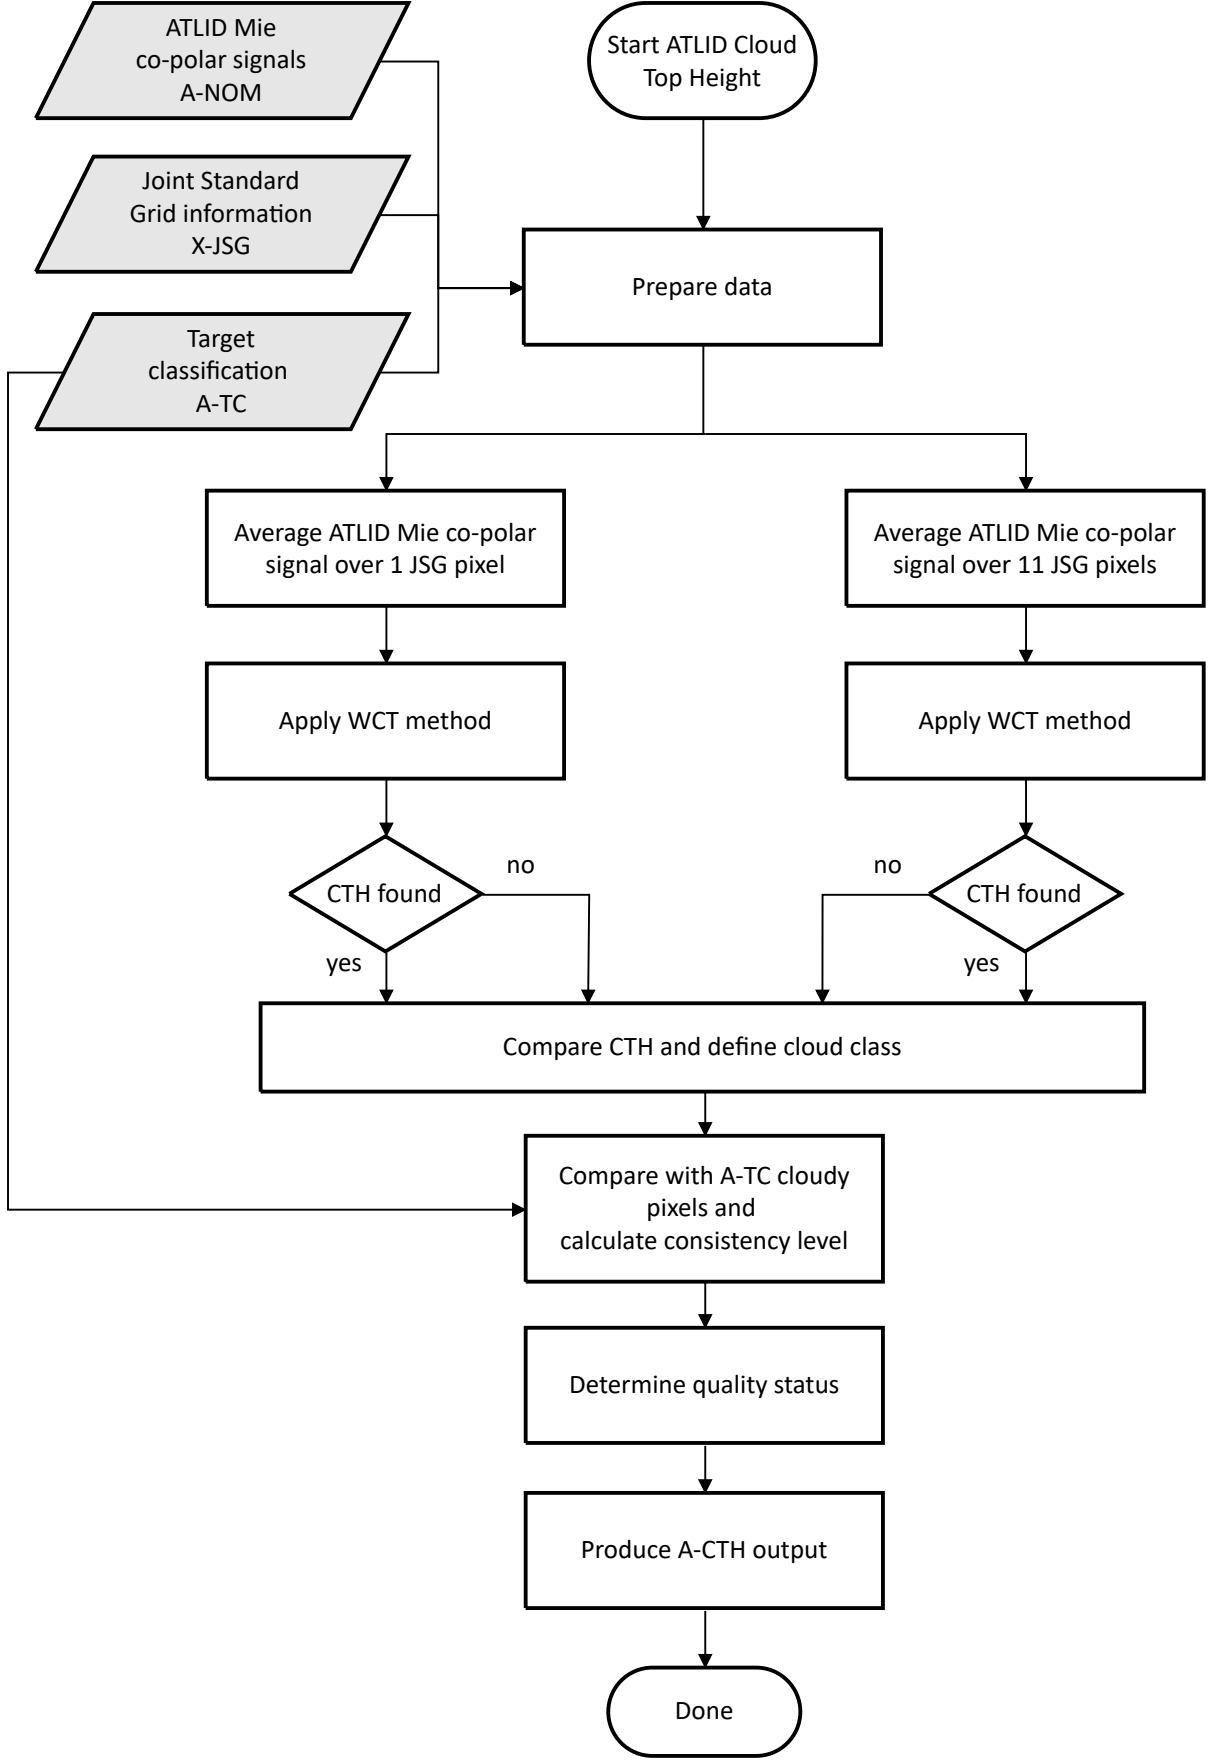 ATLID Mie
co-polar signals
A-NOM
Start ATLID Cloud
Top Height
Joint Standard
Grid information
X-JSG
Prepare data
Target
classification
A-TC
Average ATLID Mie co-polar
signal over 1 JSG pixel
Average ATLID Mie co-polar
signal over 11 JSG pixels
Apply WCT method
Apply WCT method
CTH found
no
yes
no
CTH found
yes
Compare CTH and define cloud class
Compare with A-TC cloudy
pixels and
calculate consistency level
Determine quality status
Produce A-CTH output
Done